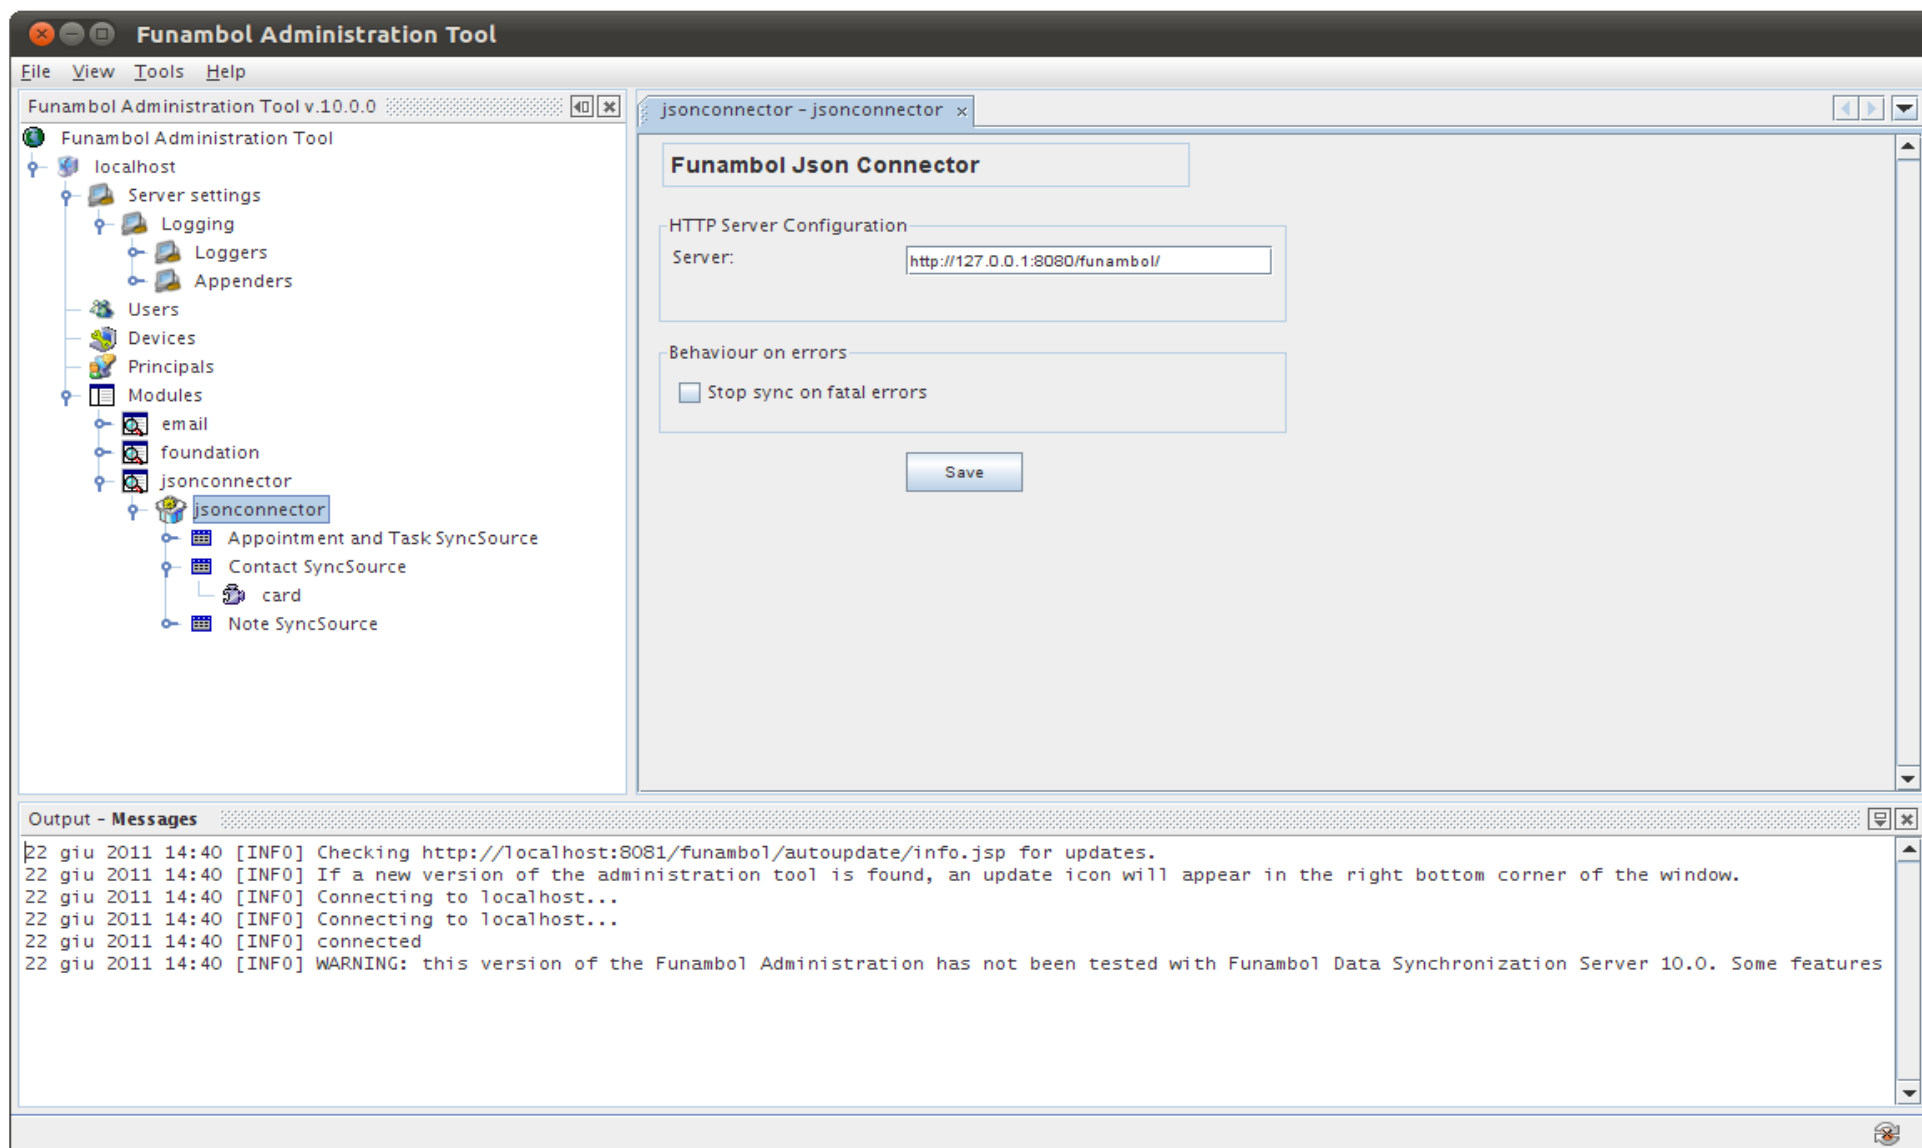 Funambol Administration Tool
File View Tools Help
Funambol Administration Tool v.10.0.0
Funambol Administration Tool
localhost
Server settings
Logging
Loggers
Appenders
Users
Devices
Principals
Modules
email
foundation
jsonconnector
jsonconnector
Appointment and Task SyncSource
Contact SyncSource
card
Note SyncSource
jsonconnector - jsonconnector
Funambol Json Connector
HTTP Server Configuration
Server: http://127.0.0.1:8080/funambol/
Behaviour on errors
Stop sync on fatal errors
Save
Output - Messages
22 giu 2011 14:40 [INFO] Checking http://localhost:8081/funambol/autoupdate/info.jsp for updates.
22 giu 2011 14:40 [INFO] If a new version of the administration tool is found, an update icon will appear in the right bottom corner of the window.
22 giu 2011 14:40 [INFO] Connecting to localhost...
22 giu 2011 14:40 [INFO] Connecting to localhost...
22 giu 2011 14:40 [INFO] connected
22 giu 2011 14:40 [INFO] WARNING: this version of the Funambol Administration has not been tested with Funambol Data Synchronization Server 10.0. Some features